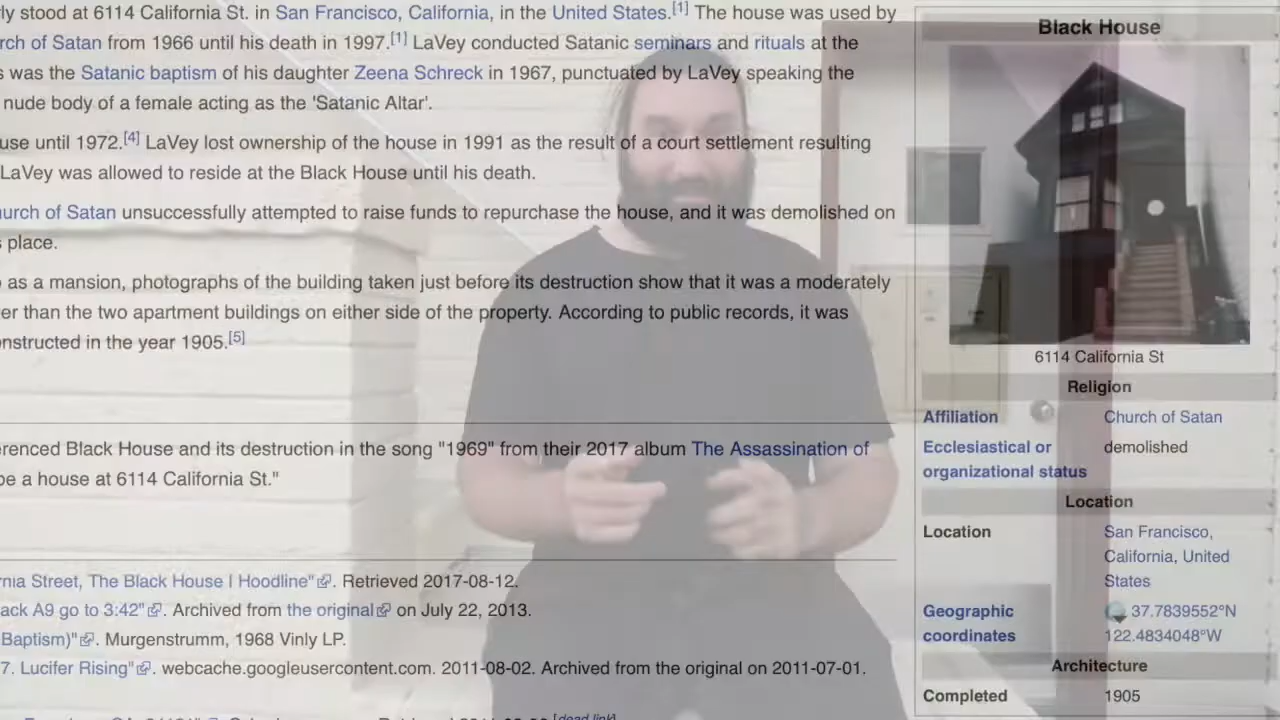 rly stood at 6114 California St. in San Francisco, California, in the United States.[1] The house was used by
rch of Satan from 1966 until his death in 1997.[1] LaVey conducted Satanic seminars and rituals at the
s was the Satanic baptism of his daughter Zeena Schreck in 1967, punctuated by LaVey speaking the
nude body of a female acting as the 'Satanic Altar'.
use until 1972.[4] LaVey lost ownership of the house in 1991 as the result of a court settlement resulting
LaVey was allowed to reside at the Black House until his death.
urch of Satan unsuccessfully attempted to raise funds to repurchase the house, and it was demolished on
s place.
as a mansion, photographs of the building taken just before its destruction show that it was a moderately
er than the two apartment buildings on either side of the property. According to public records, it was
nstructed in the year 1905.[5]
erenced Black House and its destruction in the song "1969" from their 2017 album The Assassination of
be a house at 6114 California St."
rnia Street, The Black House | Hoodline". Retrieved 2017-08-12.
ack A9 go to 3:42". Archived from the original on July 22, 2013.
Baptism)". Murgenstrumm, 1968 Vinly LP.
7. Lucifer Rising". webcache.googleusercontent.com. 2011-08-02. Archived from the original on 2011-07-01.
[dead link]
Black House
6114 California St
Religion
Affiliation Church of Satan
Ecclesiastical or demolished
organizational status
Location
Location San Francisco,
California, United
States
Geographic 37.7839552°N
coordinates 122.4834048°W
Architecture
Completed 1905